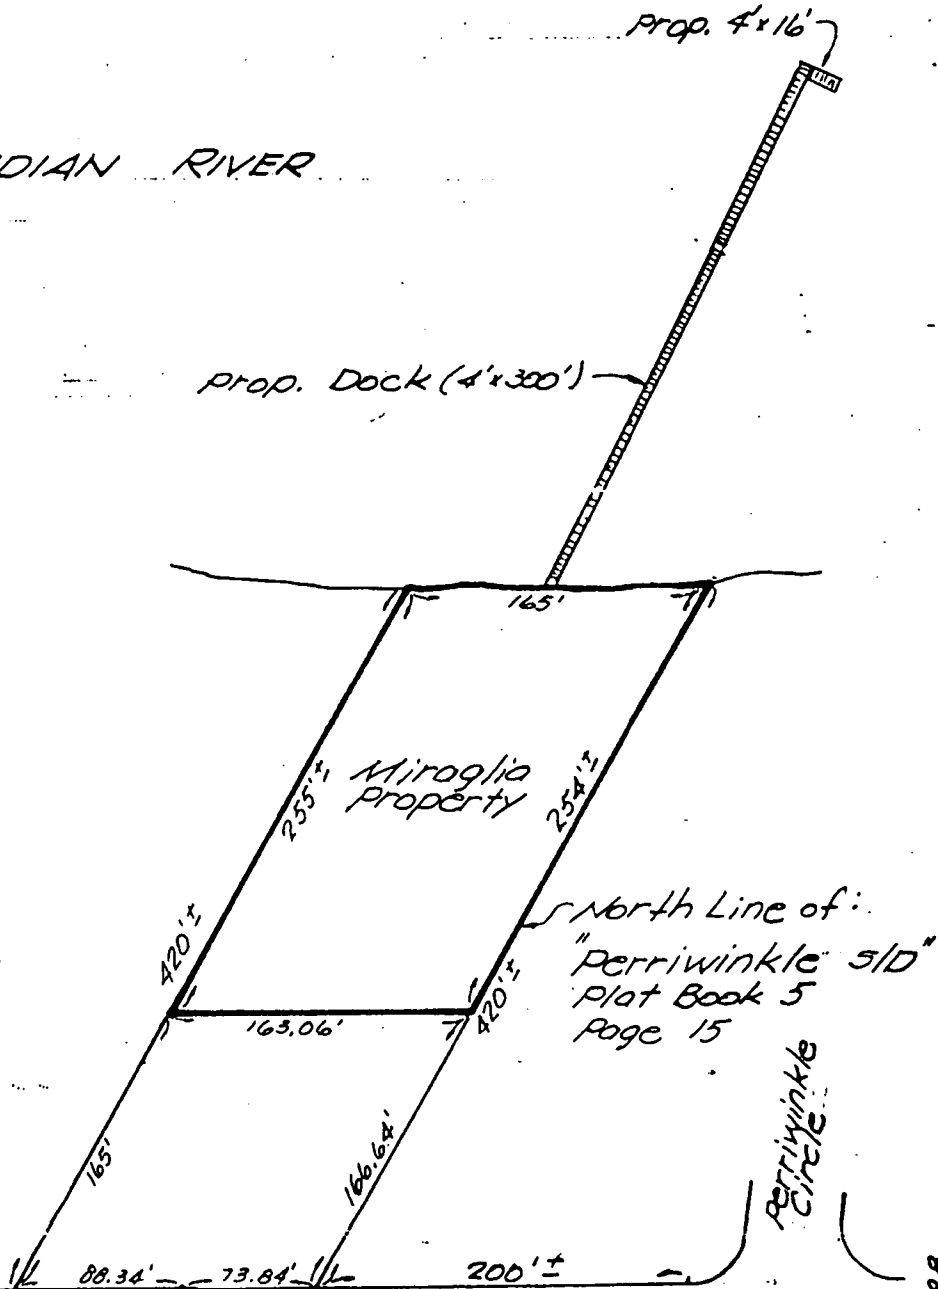 Prop. 4'x16'
DIAN RIVER
Prop. Dock (4'x300')
165'
Miraglia
Property
255'±
254'±
420'±
420'±
North Line of:
"Perriwinkle S/D"
Plat Book 5
Page 15
163.06'
Perriwinkle
Circle
165'
166.64'
88.34'
73.84'
200'±